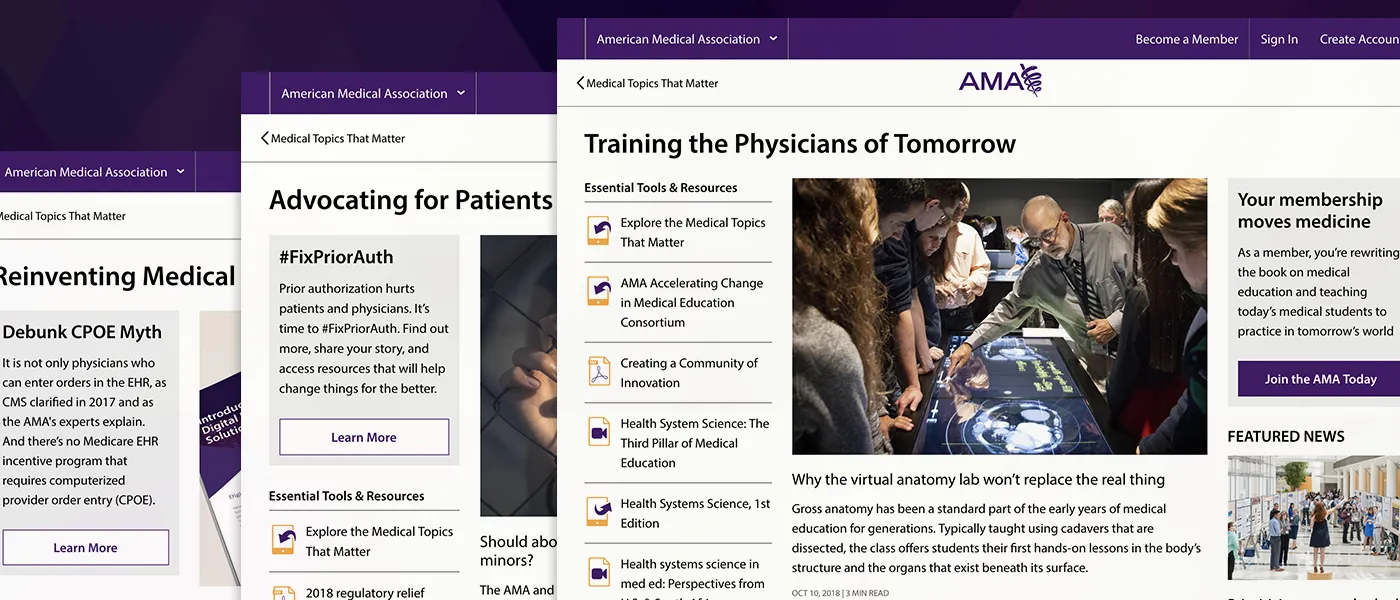 American Medical Association
Medical Topics That Matter
Reinventing Medical
Debunk CPOE Myth
It is not only physicians who
can enter orders in the EHR, as
CMS clarified in 2017 and as
the AMA's experts explain.
And there's no Medicare EHR
incentive program that
requires computerized
provider order entry (CPOE).
Learn More
Digital
Solutio
American Medical Association
Medical Topics That Matter
Advocating for Patients
#FixPriorAuth
Prior authorization hurts
patients and physicians. It's
time to #FixPriorAuth. Find out
more, share your story, and
access resources that will help
change things for the better.
Learn More
Essential Tools & Resources
Explore the Medical Topics
That Matter
2018 regulatory relief
Should abo
minors?
The AMA and
American Medical Association
Become a Member
Sign In
Create Accoun
Medical Topics That Matter
AMA
Training the Physicians of Tomorrow
Essential Tools & Resources
Explore the Medical Topics
That Matter
AMA Accelerating Change
in Medical Education
Consortium
Creating a Community of
Innovation
Health System Science: The
Third Pillar of Medical
Education
Health Systems Science, 1st
Edition
Health systems science in
med ed: Perspectives from
Why the virtual anatomy lab won't replace the real thing
Gross anatomy has been a standard part of the early years of medical
education for generations. Typically taught using cadavers that are
dissected, the class offers students their first hands-on lessons in the body's
structure and the organs that exist beneath its surface.
OCT 10, 2018 | 3 MIN READ
Your membership
moves medicine
As a member, you're rewriting
the book on medical
education and teaching
today's medical students to
practice in tomorrow's world
Join the AMA Today
FEATURED NEWS